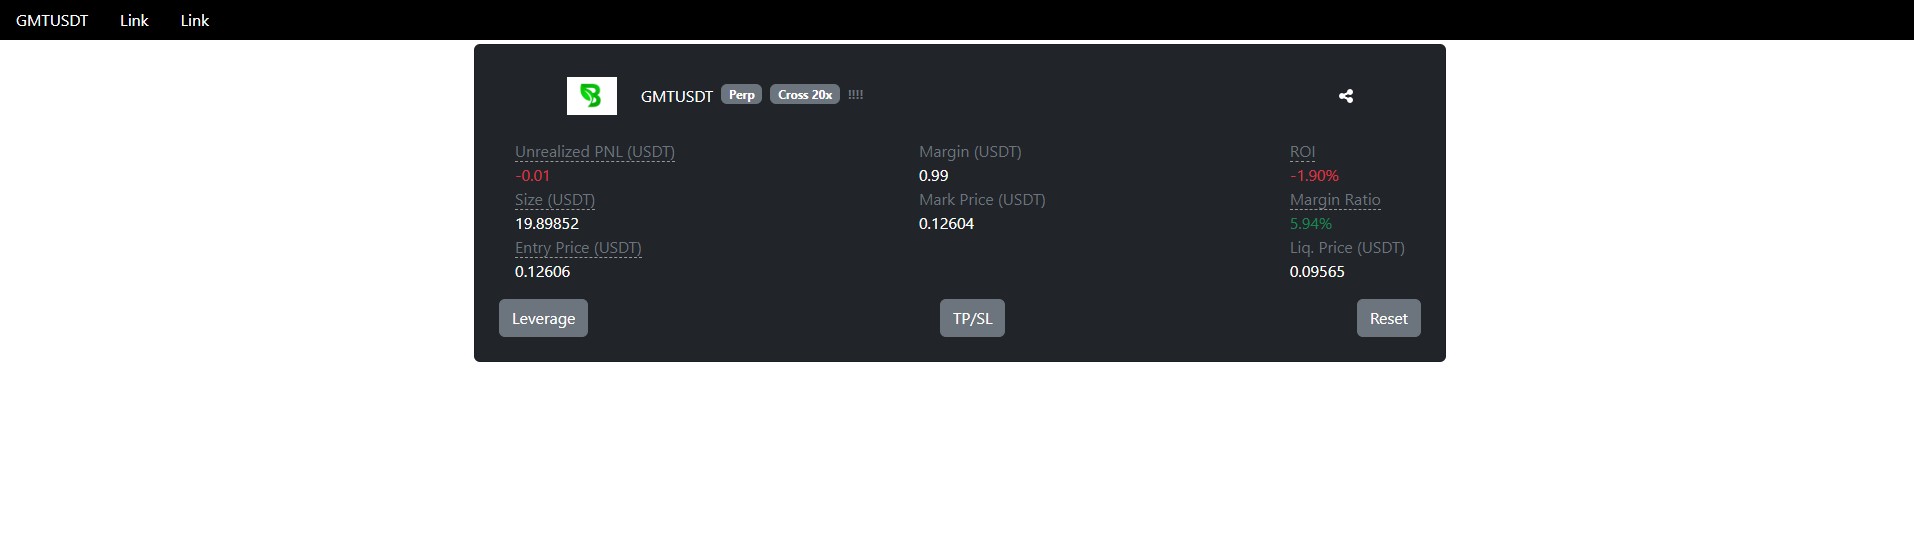 GMTUSDT Link Link
GMTUSDT Perp Cross 20x !!!!
Unrealized PNL (USDT) Margin (USDT) ROI
-0.01 0.99 -1.90%
Size (USDT) Mark Price (USDT) Margin Ratio
19.89852 0.12604 5.94%
Entry Price (USDT) Liq. Price (USDT)
0.12606 0.09565
Leverage TP/SL Reset